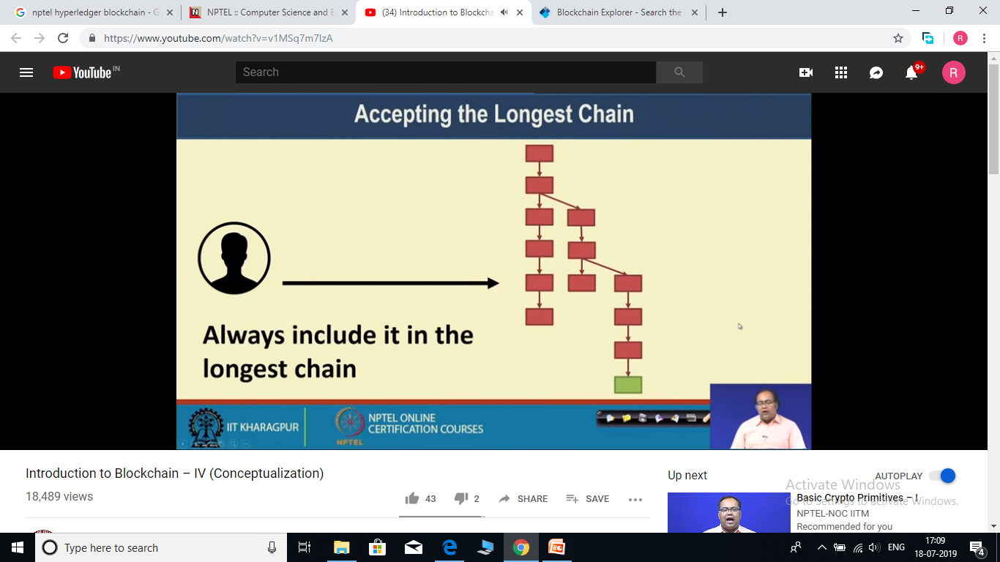 nptel hyperledger blockchain - G
NPTEL :: Computer Science and E
(34) Introduction to Blockcha
Blockchain Explorer - Search the
https://www.youtube.com/watch?v=v1MSq7m7lzA
R
YouTube IN
Search
9+
R
Accepting the Longest Chain
Always include it in the
longest chain
IIT KHARAGPUR
NPTEL
NPTEL ONLINE
CERTIFICATION COURSES
Introduction to Blockchain – IV (Conceptualization)
18,489 views
43
2
SHARE
SAVE
Up next
AUTOPLAY
Activate Windows
Go to Settings to activate Windows.
Basic Crypto Primitives – I
NPTEL-NOC IITM
Recommended for you
Type here to search
ENG
17:09
18-07-2019
4